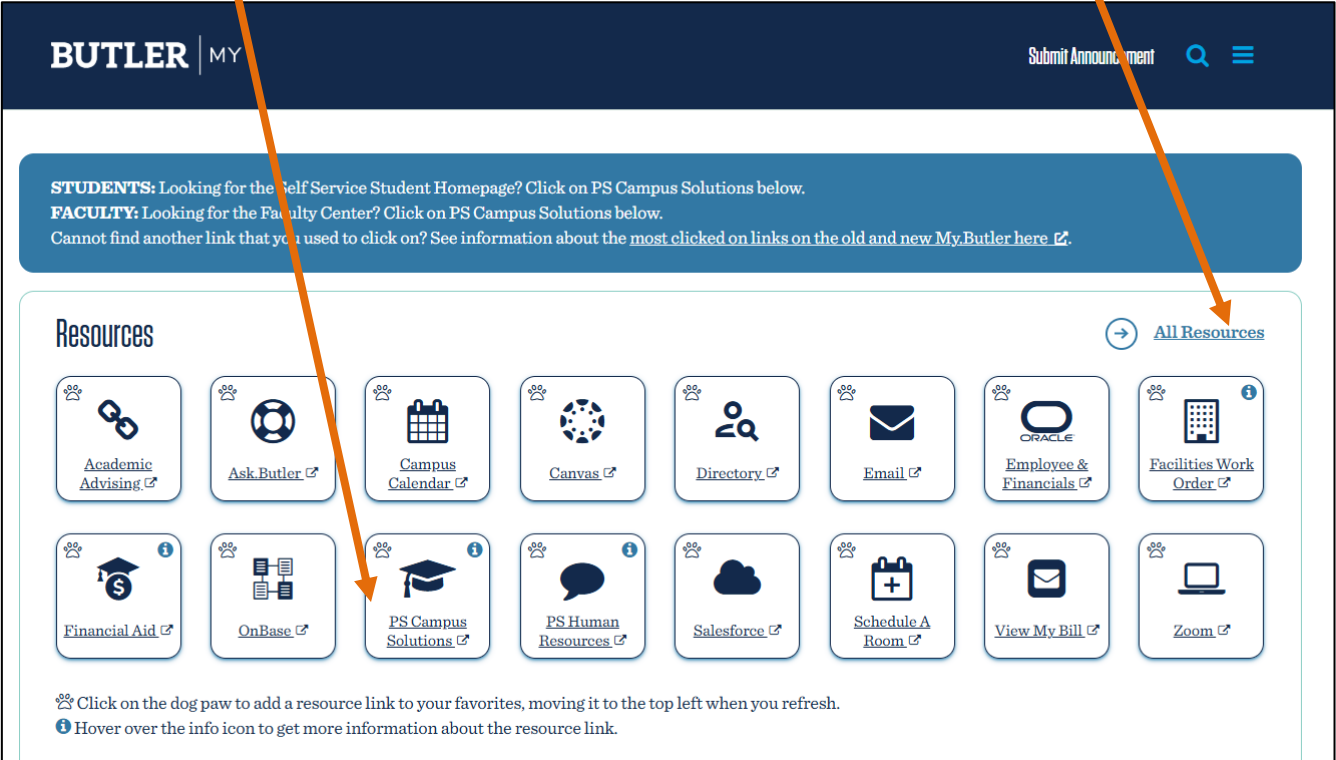 BUTLER | MY
Submit Announcement
STUDENTS: Looking for the Self Service Student Homepage? Click on PS Campus Solutions below.
FACULTY: Looking for the Faculty Center? Click on PS Campus Solutions below.
Cannot find another link that you used to click on? See information about the most clicked on links on the old and new My.Butler here.
Resources
All Resources
Academic
Advising
Ask.Butler
Campus
Calendar
Canvas
Directory
Email
ORACLE
Employee &
Financials
Facilities Work
Order
Financial Aid
OnBase
PS Campus
Solutions
PS Human
Resources
Salesforce
Schedule A
Room
View My Bill
Zoom
Click on the dog paw to add a resource link to your favorites, moving it to the top left when you refresh.
Hover over the info icon to get more information about the resource link.